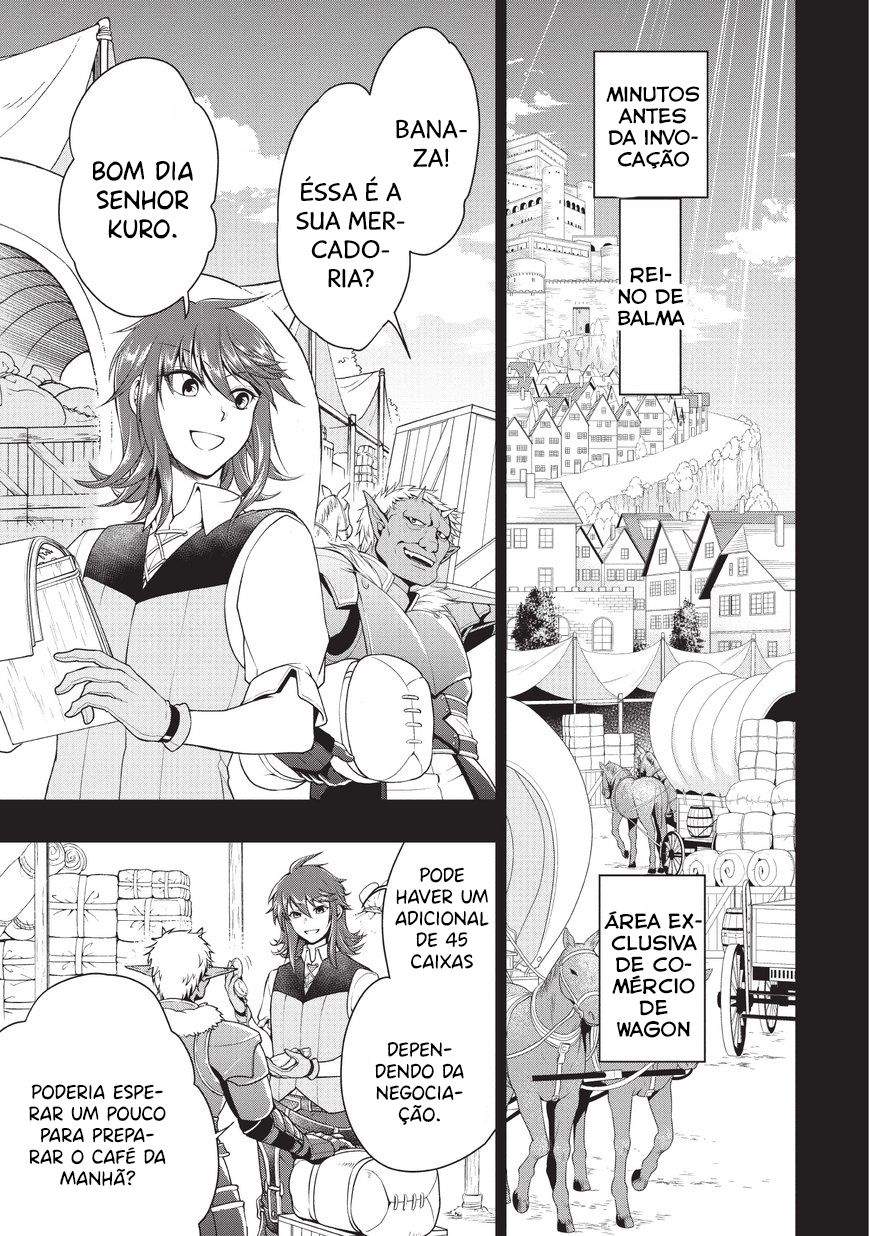 MINUTOS
ANTES
DA INVO-
CAÇÃO
REI-
NO DE
BALMA
ÁREA EX-
CLUSIVA
DE CO-
MÉRCIO
DE
WAGON
BANA-
ZA!
ÉSSA É A
SUA MER-
CADO-
RIA?
BOM DIA
SENHOR
KURO.
PODE
HAVER UM
ADICIONAL
DE 45
CAIXAS
DEPEN-
DENDO DA
NEGOCIA-
ÇÃO.
PODERIA ESPE-
RAR UM POUCO
PARA PREPA-
RAR O CAFÉ DA
MANHÃ?